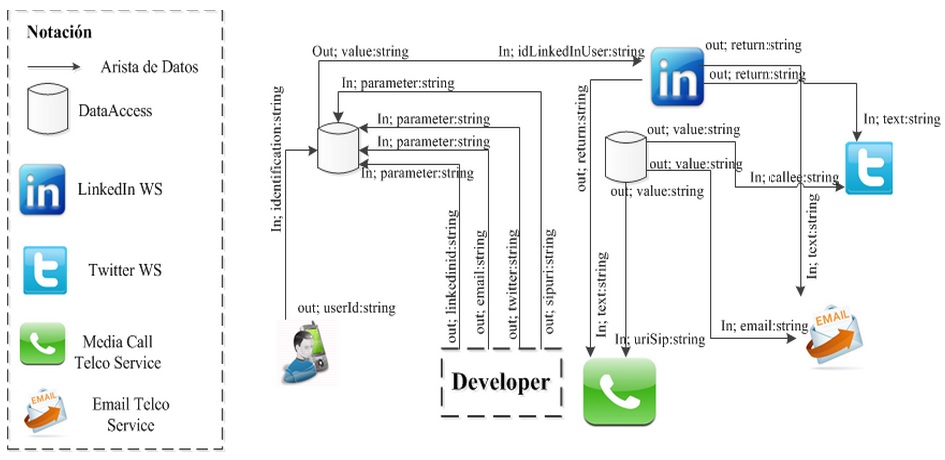 Notación
Arista de Datos
DataAccess
LinkedIn WS
Twitter WS
Media Call
Telco Service
EMAIL
Email Telco
Service
Out; value:string
In; idLinkedInUser:string
in
out; return:string
out; return:string
In; parameter:string
In; parameter:string
In; parameter:string
In; parameter:string
In; identification:string
out; userId:string
out; linkedinid:string
out; email:string
out; twitter:string
out; sipuri:string
Developer
out; return:string
out; value:string
out; value:string
out; value:string
In; callee:string
In; text:string
In; text:string
In; text:string
In; uriSip:string
In; email:string
EMAIL